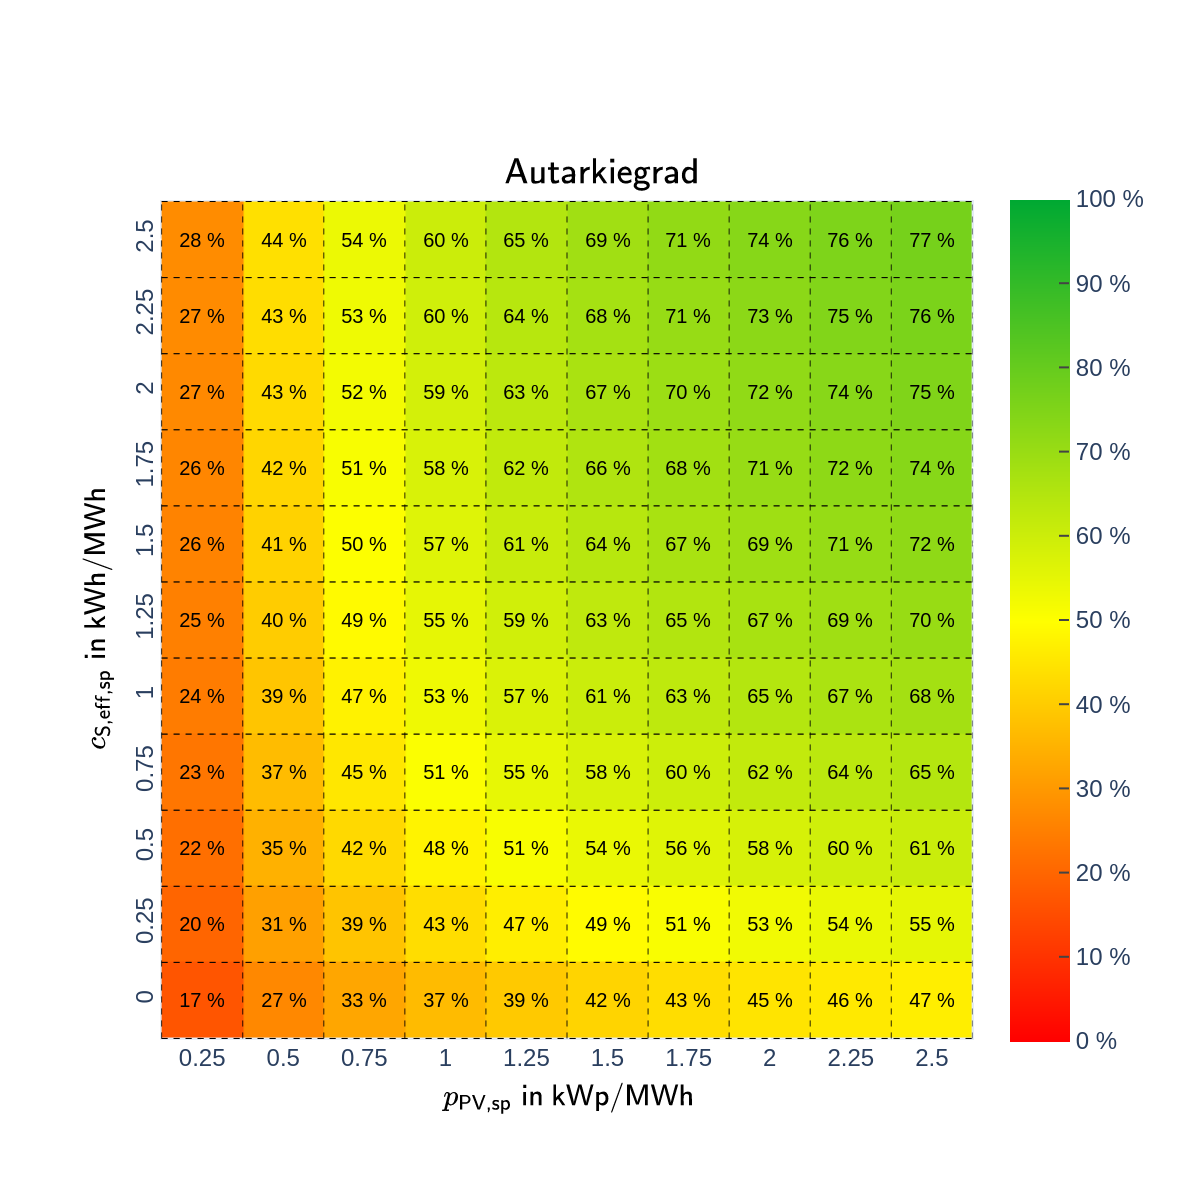 Autarkiegrad
2.5 28 % 44 % 54 % 60 % 65 % 69 % 71 % 74 % 76 % 77 %
2.25 27 % 43 % 53 % 60 % 64 % 68 % 71 % 73 % 75 % 76 %
2 27 % 43 % 52 % 59 % 63 % 67 % 70 % 72 % 74 % 75 %
1.75 26 % 42 % 51 % 58 % 62 % 66 % 68 % 71 % 72 % 74 %
1.5 26 % 41 % 50 % 57 % 61 % 64 % 67 % 69 % 71 % 72 %
1.25 25 % 40 % 49 % 55 % 59 % 63 % 65 % 67 % 69 % 70 %
1 24 % 39 % 47 % 53 % 57 % 61 % 63 % 65 % 67 % 68 %
0.75 23 % 37 % 45 % 51 % 55 % 58 % 60 % 62 % 64 % 65 %
0.5 22 % 35 % 42 % 48 % 51 % 54 % 56 % 58 % 60 % 61 %
0.25 20 % 31 % 39 % 43 % 47 % 49 % 51 % 53 % 54 % 55 %
0 17 % 27 % 33 % 37 % 39 % 42 % 43 % 45 % 46 % 47 %
0.25 0.5 0.75 1 1.25 1.5 1.75 2 2.25 2.5
pPV,sp in kWp/MWh
cS,eff,sp in kWh/MWh
100 %
90 %
80 %
70 %
60 %
50 %
40 %
30 %
20 %
10 %
0 %